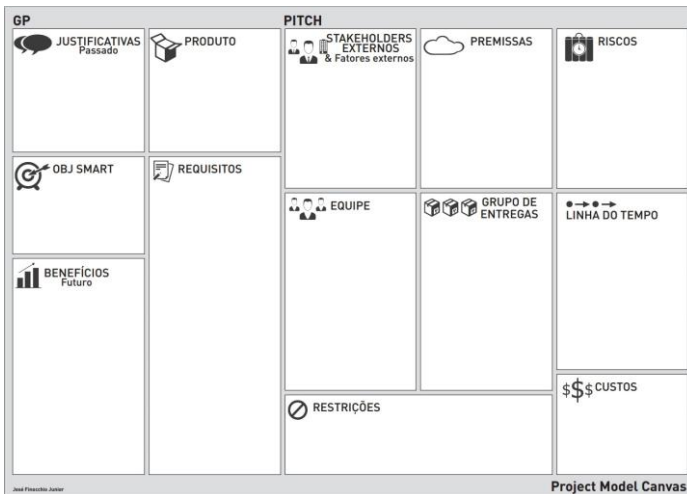 GP
PITCH
JUSTIFICATIVAS
Passado
PRODUTO
STAKEHOLDERS
EXTERNOS
& Fatores externos
PREMISSAS
RISCOS
OBJ SMART
REQUISITOS
EQUIPE
GRUPO DE
ENTREGAS
LINHA DO TEMPO
BENEFÍCIOS
Futuro
$$$ CUSTOS
RESTRIÇÕES
José Finocchio Junior
Project Model Canvas